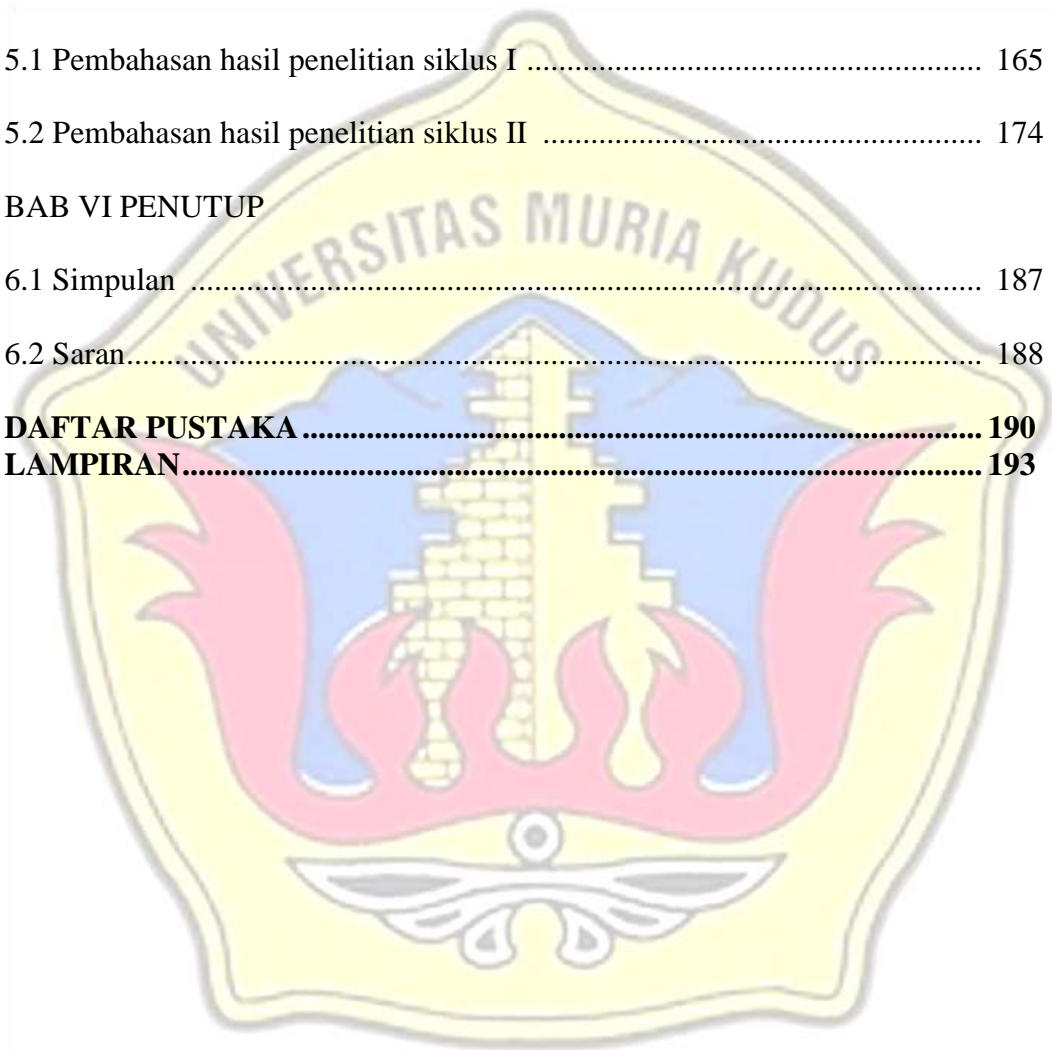 5.1 Pembahasan hasil penelitian siklus I ......................................................... 165
5.2 Pembahasan hasil penelitian siklus II ....................................................... 174
BAB VI PENUTUP
6.1 Simpulan ................................................................................................... 187
6.2 Saran........................................................................................................... 188
DAFTAR PUSTAKA ..................................................................................... 190
LAMPIRAN.................................................................................................... 193
UNIVERSITAS MURIA KUDUS